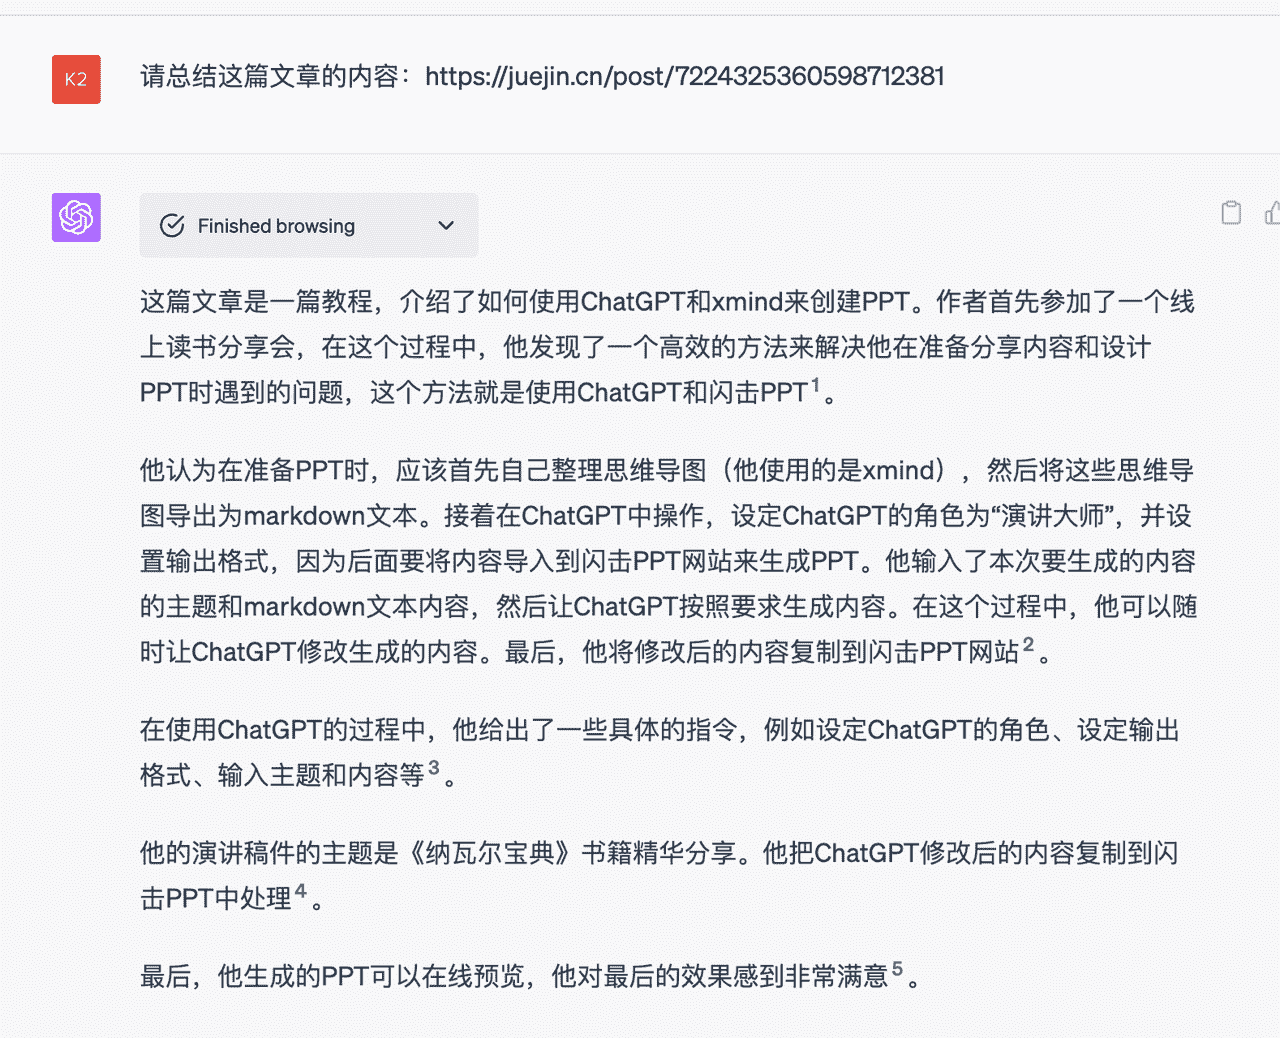 K2
请总结这篇文章的内容：https://juejin.cn/post/7224325360598712381
Finished browsing
这篇文章是一篇教程，介绍了如何使用ChatGPT和xmind来创建PPT。作者首先参加了一个线
上读书分享会，在这个过程中，他发现了一个高效的方法来解决他在准备分享内容和设计
PPT时遇到的问题，这个方法就是使用ChatGPT和闪击PPT1。
他认为在准备PPT时，应该首先自己整理思维导图（他使用的是xmind），然后将这些思维导
图导出为markdown文本。接着在ChatGPT中操作，设定ChatGPT的角色为“演讲大师”，并设
置输出格式，因为后面要将内容导入到闪击PPT网站来生成PPT。他输入了本次要生成的内容
的主题和markdown文本内容，然后让ChatGPT按照要求生成内容。在这个过程中，他可以随
时让ChatGPT修改生成的内容。最后，他将修改后的内容复制到闪击PPT网站2。
在使用ChatGPT的过程中，他给出了一些具体的指令，例如设定ChatGPT的角色、设定输出
格式、输入主题和内容等3。
他的演讲稿件的主题是《纳瓦尔宝典》书籍精华分享。他把ChatGPT修改后的内容复制到闪
击PPT中处理4。
最后，他生成的PPT可以在线预览，他对最后的效果感到非常满意5。